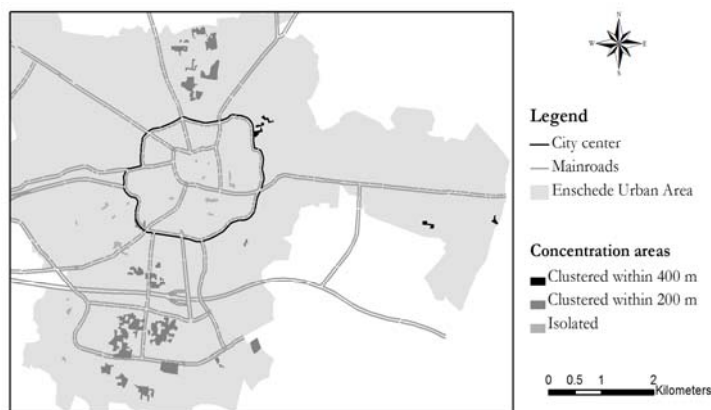 N
W
E
S
Legend
City center
Mainroads
Enschede Urban Area
Concentration areas
Clustered within 400 m
Clustered within 200 m
Isolated
0 0.5 1 2
Kilometers